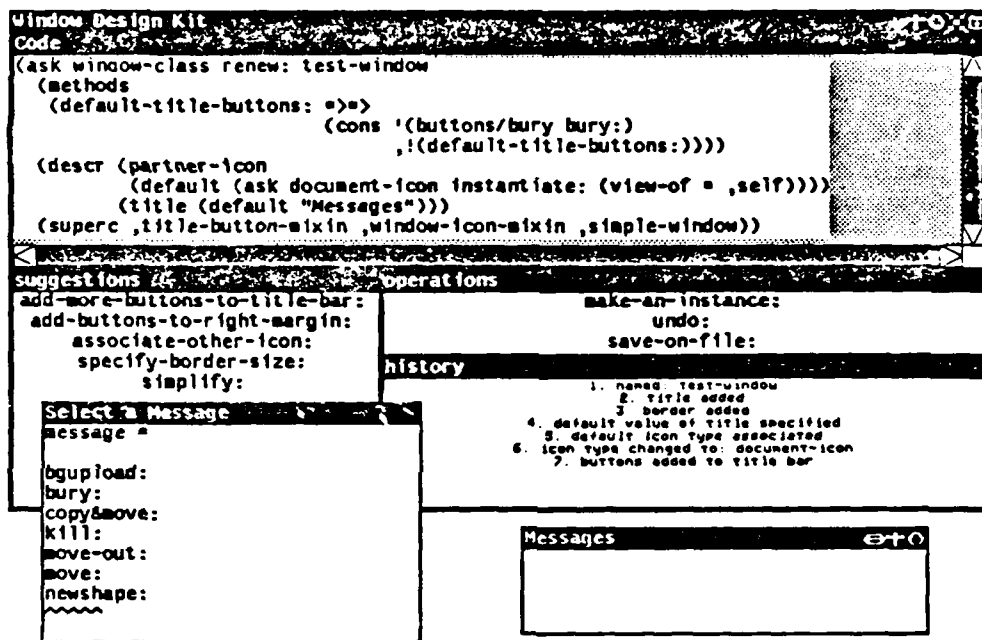 Window Design Kit
Code
(ask window-class renew: test-window
(methods
(default-title-buttons: =>=>
(cons '(buttons/bury bury:)
,!(default-title-buttons:))))
(descr (partner-icon
(default (ask document-icon instantiate: (view-of = ,self))))
(title (default "Messages")))
(superc ,title-button-mixin ,window-icon-mixin ,simple-window))
suggestions
add-more-buttons-to-title-bar:
add-buttons-to-right-margin:
associate-other-icon:
specify-border-size:
simplify:
operations
make-an-instance:
undo:
save-on-file:
history
1. named: test-window
2. title added
3. border added
4. default value of title specified
5. default icon type associated
6. icon type changed to: document-icon
7. buttons added to title bar
Select a Message
message =
bgupload:
bury:
copy&move:
kill:
move-out:
move:
newshape:
Messages